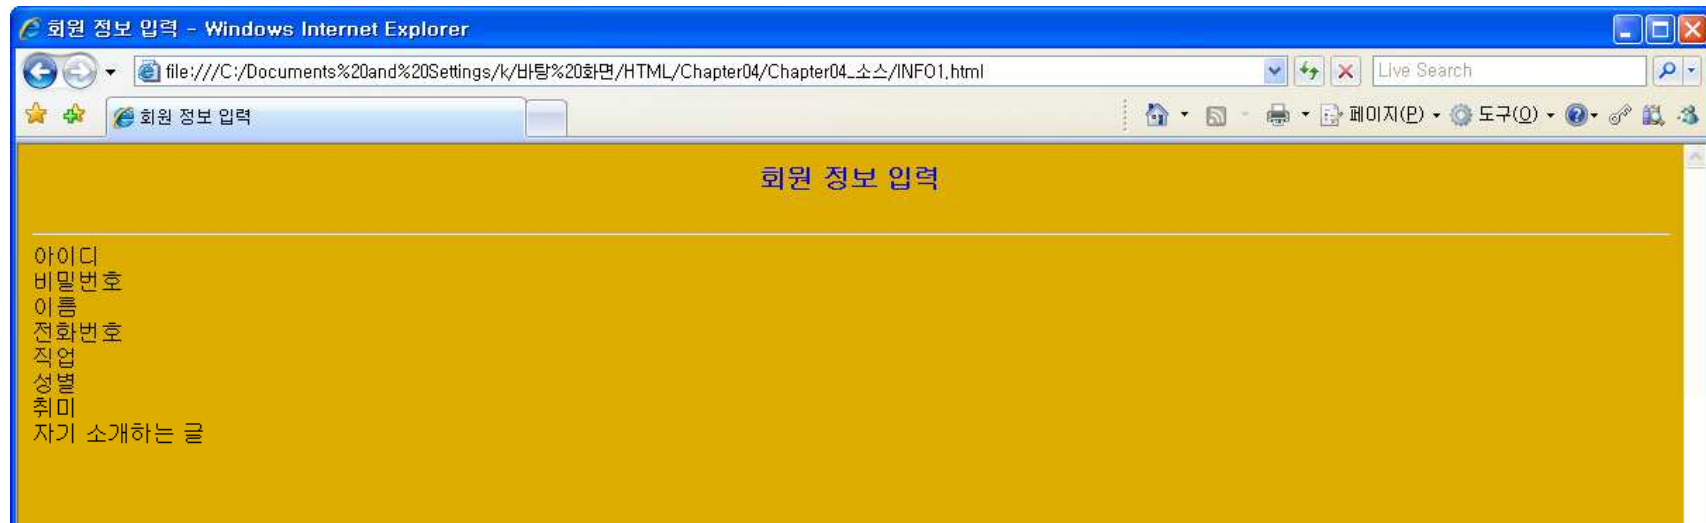 회원 정보 입력 - Windows Internet Explorer
file:///C:/Documents%20and%20Settings/k/바탕%20화면/HTML/Chapter04/Chapter04_소스/INFO1.html
Live Search
회원 정보 입력
페이지(P)
도구(O)
회원 정보 입력
아이디
비밀번호
이름
전화번호
직업
성별
취미
자기 소개하는 글